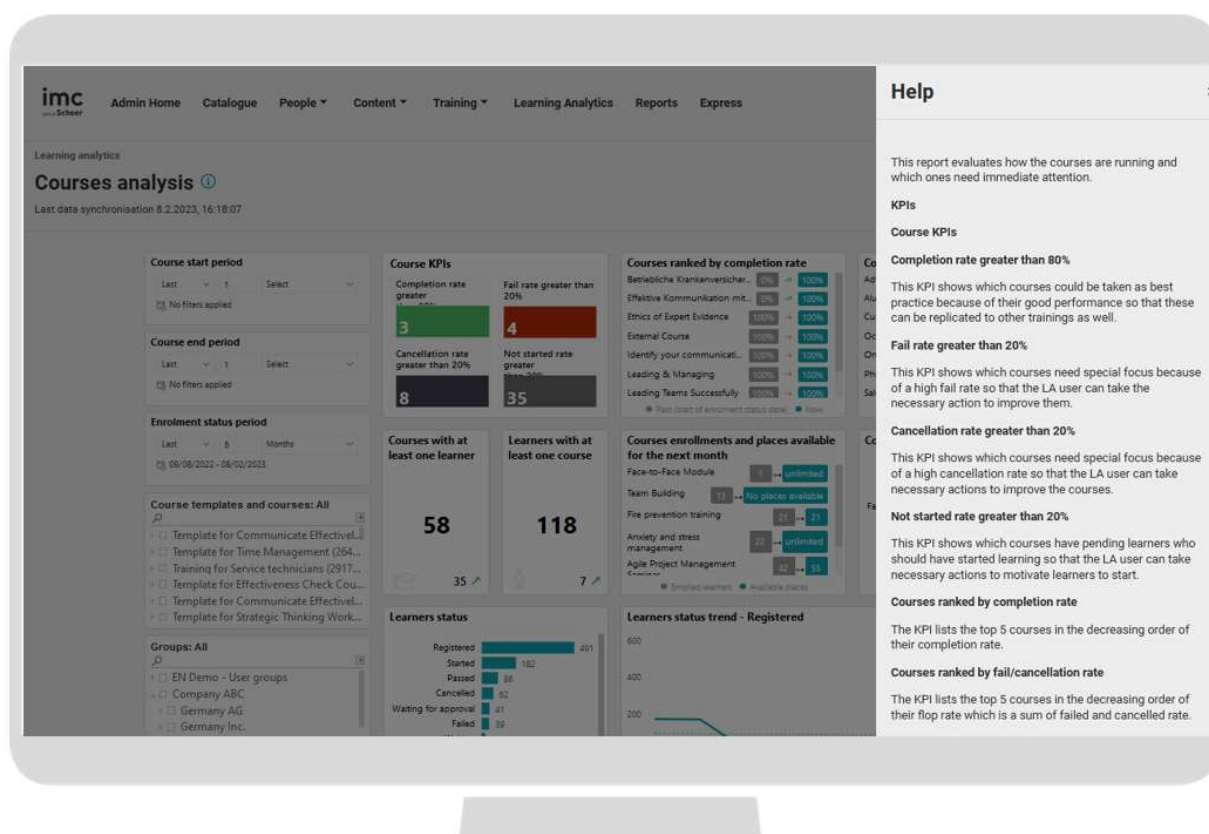 imc
Scheer
Admin Home Catalogue People Content Training Learning Analytics Reports Express
Learning analytics
Courses analysis
Last data synchronisation 8.2.2023, 16:18:07
Course start period
Last 1 Select
No filters applied
Course end period
Last 1 Select
No filters applied
Enrolment status period
Last 6 Months
09/08/2022 - 08/02/2023
Course templates and courses: All
Template for Communicate Effectivel...
Template for Time Management (264...
Training for Service technicians (2917...
Template for Effectiveness Check Cou...
Template for Communicate Effectivel...
Template for Strategic Thinking Work...
Groups: All
EN Demo - User groups
Company ABC
Germany AG
Germany Inc.
Course KPIs
Completion rate
greater
3
Fail rate greater than
20%
4
Cancellation rate
greater than 20%
8
Not started rate
greater
than 20%
35
Courses with at
least one learner
58
35
Learners with at
least one course
118
7
Learners status
Registered 491
Started 182
Passed 86
Cancelled 62
Waiting for approval 41
Failed 39
Courses ranked by completion rate
Betriebliche Krankenversicher... 0% 100%
Effektive Kommunikation mit... 0% 100%
Ethics of Expert Evidence 100% 100%
External Course 100% 100%
Identify your communicati... 100% 100%
Leading & Managing 100% 100%
Leading Teams Successfully 100% 100%
Past (start of enrolment status date) Now
Courses enrollments and places available
for the next month
Face-to-Face Module unlimited
Team Building 13 No places available
Fire prevention training 21 21
Anxiety and stress
management 22 unlimited
Agile Project Management
Seminar 42 55
Enrolled learners Available places
Learners status trend - Registered
600
400
200
Co
Ad
Alu
Cu
Oc
On
Ph
Sal
Co
Fa
Help
This report evaluates how the courses are running and
which ones need immediate attention.
KPIs
Course KPIs
Completion rate greater than 80%
This KPI shows which courses could be taken as best
practice because of their good performance so that these
can be replicated to other trainings as well.
Fail rate greater than 20%
This KPI shows which courses need special focus because
of a high fail rate so that the LA user can take the
necessary action to improve them.
Cancellation rate greater than 20%
This KPI shows which courses need special focus because
of a high cancellation rate so that the LA user can take
necessary actions to improve the courses.
Not started rate greater than 20%
This KPI shows which courses have pending learners who
should have started learning so that the LA user can take
necessary actions to motivate learners to start.
Courses ranked by completion rate
The KPI lists the top 5 courses in the decreasing order of
their completion rate.
Courses ranked by fail/cancellation rate
The KPI lists the top 5 courses in the decreasing order of
their flop rate which is a sum of failed and cancelled rate.